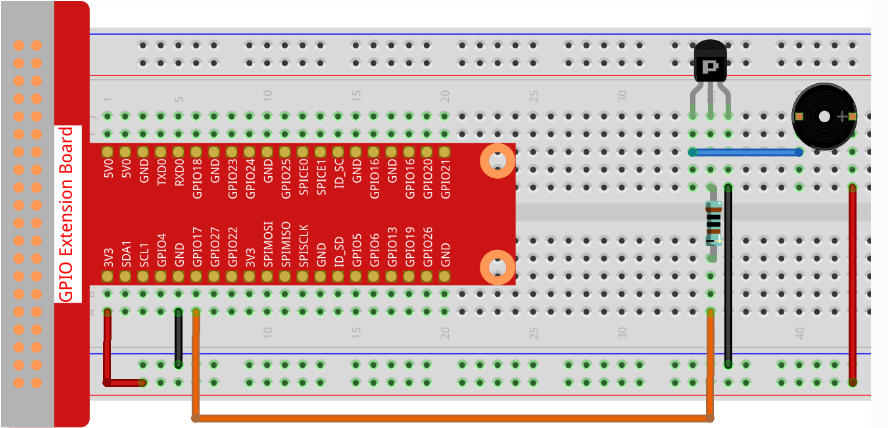 GPIO Extension Board
P
1 5 10 15 20 25 30
5V0
5V0
GND
TXD0
RXD0
GPIO18
GND
GPIO23
GPIO24
GND
GPIO25
SPICE0
SPICE1
ID_SC
GND
GPIO16
GND
GPIO16
GPIO20
GPIO21
3V3
SDA1
SCL1
GPIO4
GND
GPIO17
GPIO27
GPIO22
3V3
SPIMOSI
SPIMISO
SPISCLK
GND
ID_SD
GPIO5
GPIO6
GPIO13
GPIO19
GPIO26
GND
10 15 20 25 30 40